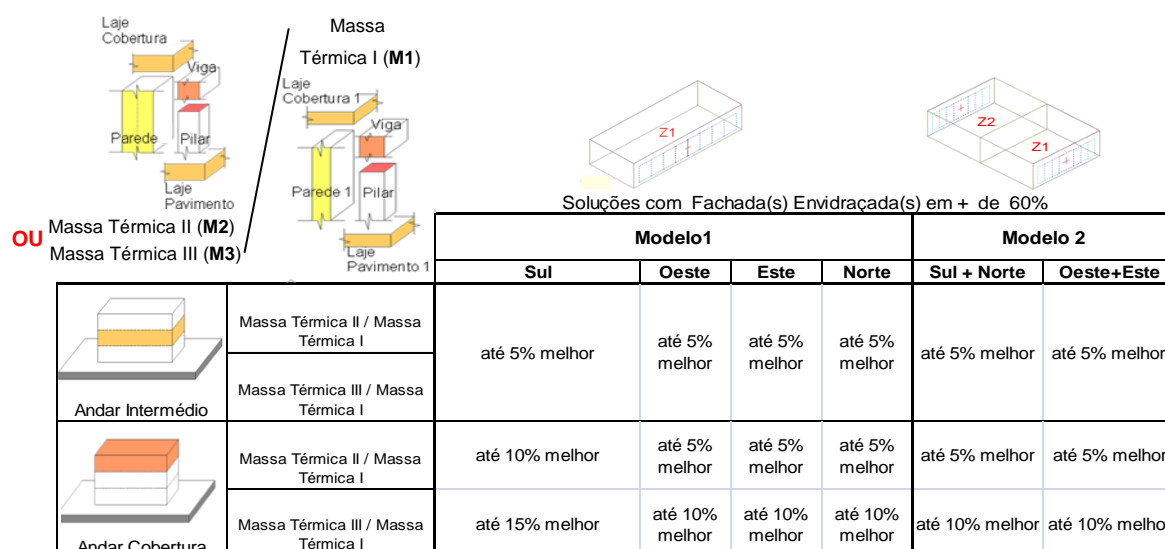 Laje
Cobertura
Viga
Parede
Pilar
Laje
Pavimento
OU
Massa Térmica II (M2)
Massa Térmica III (M3)
Massa
Térmica I (M1)
Laje
Cobertura 1
Viga
Parede 1
Pilar
Laje
Pavimento 1
Z1
Z2
Z1
Soluções com Fachada(s) Envidraçada(s) em + de 60%
Modelo1
Modelo 2
Sul
Oeste
Este
Norte
Sul + Norte
Oeste+Este
Andar Intermédio
Massa Térmica II / Massa
Térmica I
Massa Térmica III / Massa
Térmica I
até 5% melhor
até 5%
melhor
até 5%
melhor
até 5%
melhor
até 5% melhor
até 5% melhor
Andar Cobertura
Massa Térmica II / Massa
Térmica I
até 10% melhor
até 5%
melhor
até 5%
melhor
até 5%
melhor
até 5% melhor
até 5% melhor
Massa Térmica III / Massa
Térmica I
até 15% melhor
até 10%
melhor
até 10%
melhor
até 10%
melhor
até 10% melhor
até 10% melho